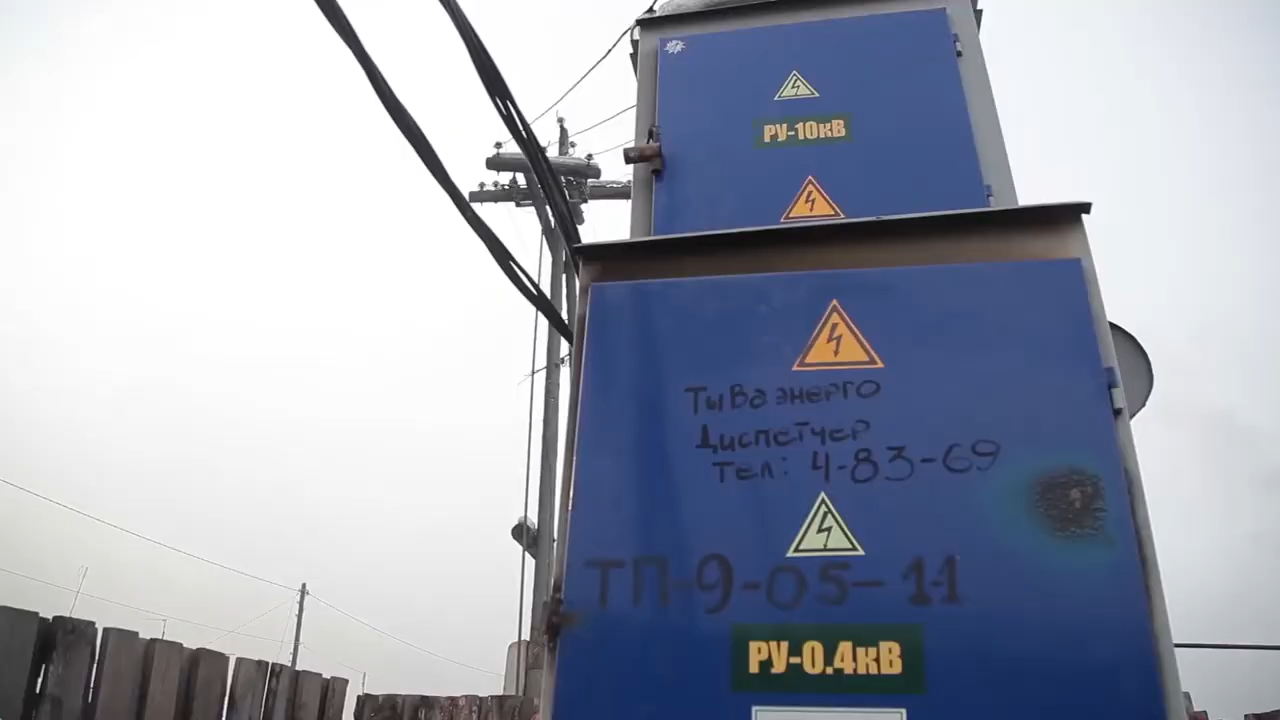 РУ-10кВ
ТыВаэнерго
Диспетчер
тел: 4-83-69
ТП-9-05-11
РУ-0.4кВ